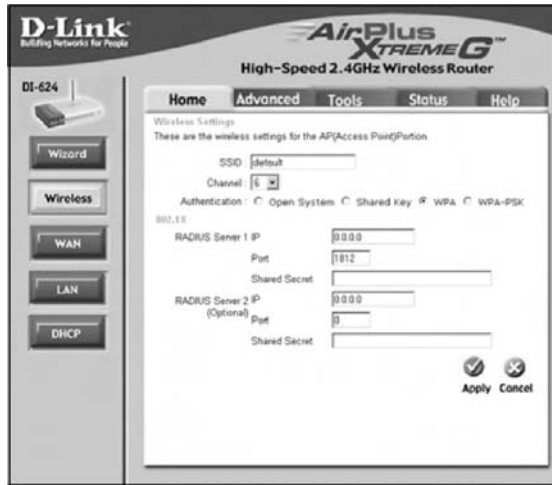 D-Link
Building Networks for People
AirPlus
XTREME G™
High-Speed 2.4GHz Wireless Router
DI-624
Home Advanced Tools Status Help
Wizard
Wireless
WAN
LAN
DHCP
Wireless Settings
These are the wireless settings for the AP(Access Point)Portion.
SSID default
Channel : 6
Authentication : Open System Shared Key WPA WPA-PSK
802.1X
RADIUS Server 1 IP 0.0.0.0
Port 1812
Shared Secret
RADIUS Server 2 IP 0.0.0.0
(Optional) Port 0
Shared Secret
Apply Cancel